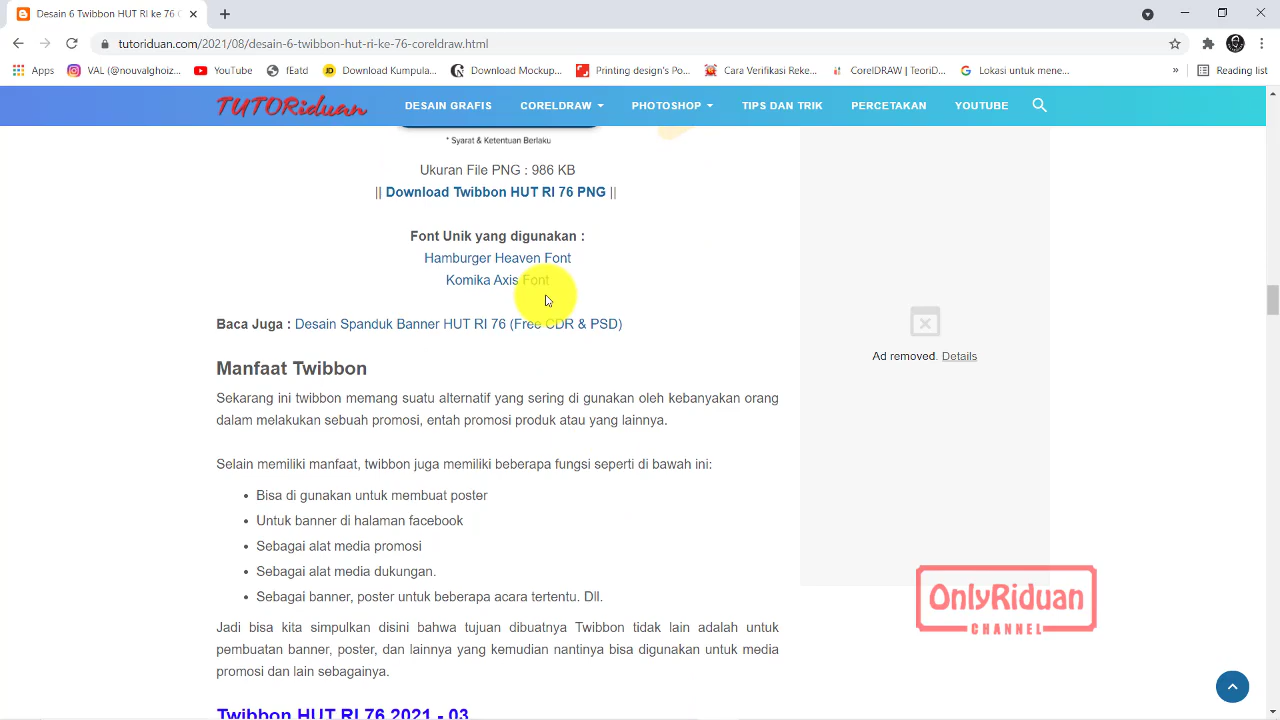 Desain 6 Twibbon HUT RI ke 76
tutoriduan.com/2021/08/desain-6-twibbon-hut-ri-ke-76-coreldraw.html
Apps VAL (@nouvalghoiz... YouTube fEatd Download Kumpula... Download Mockup... Printing design's Po... Cara Verifikasi Reke... CorelDRAW | TeoriD... Lokasi untuk mene... » Reading list
TUTORiduan DESAIN GRAFIS CORELDRAW PHOTOSHOP TIPS DAN TRIK PERCETAKAN YOUTUBE
* Syarat & Ketentuan Berlaku
Ukuran File PNG : 986 KB
|| Download Twibbon HUT RI 76 PNG ||
Font Unik yang digunakan :
Hamburger Heaven Font
Komika Axis Font
Baca Juga : Desain Spanduk Banner HUT RI 76 (Free CDR & PSD)
Ad removed. Details
Manfaat Twibbon
Sekarang ini twibbon memang suatu alternatif yang sering di gunakan oleh kebanyakan orang
dalam melakukan sebuah promosi, entah promosi produk atau yang lainnya.
Selain memiliki manfaat, twibbon juga memiliki beberapa fungsi seperti di bawah ini:
• Bisa di gunakan untuk membuat poster
• Untuk banner di halaman facebook
• Sebagai alat media promosi
• Sebagai alat media dukungan.
• Sebagai banner, poster untuk beberapa acara tertentu. Dll.
OnlyRiduan
CHANNEL
Jadi bisa kita simpulkan disini bahwa tujuan dibuatnya Twibbon tidak lain adalah untuk
pembuatan banner, poster, dan lainnya yang kemudian nantinya bisa digunakan untuk media
promosi dan lain sebagainya.
Twibbon HUT RI 76 2021 - 03